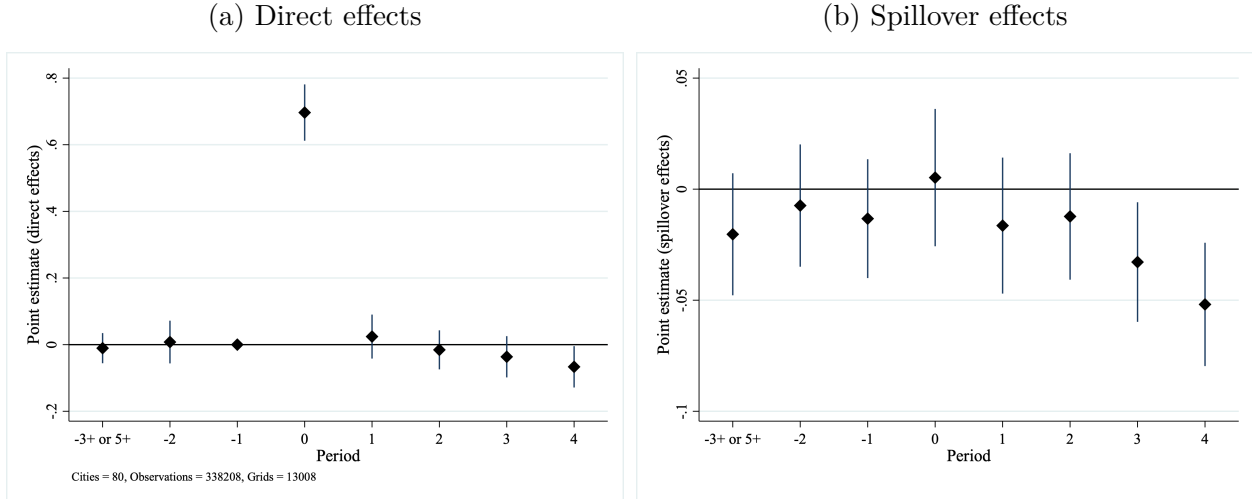 (a) Direct effects
Point estimate (direct effects)
.8
.6
.4
.2
0
-.2
-3+ or 5+ -2 -1 0 1 2 3 4
Period
Cities = 80, Observations = 338208, Grids = 13008
(b) Spillover effects
Point estimate (spillover effects)
.05
0
-.05
-.1
-3+ or 5+ -2 -1 0 1 2 3 4
Period